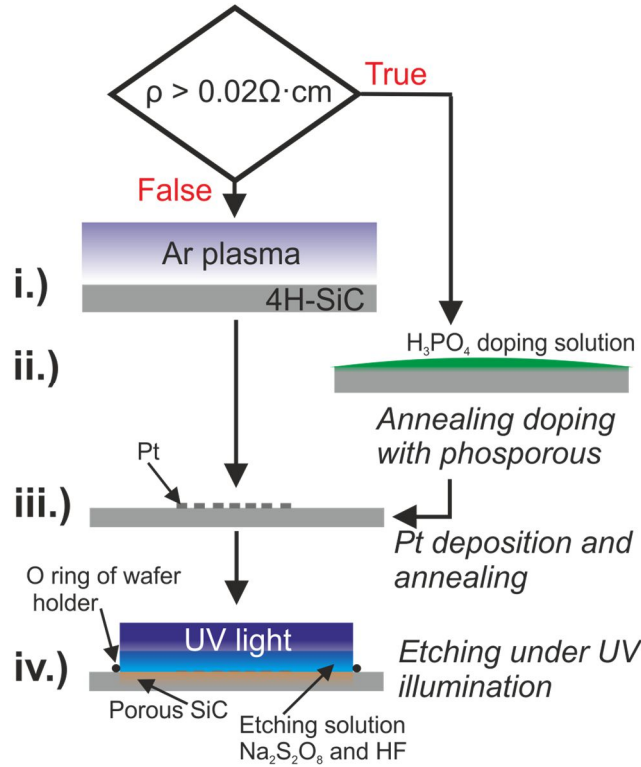 ρ > 0.02Ω·cm
True
False
Ar plasma
i.)
4H-SiC
ii.)
H₃PO₄ doping solution
Annealing doping
with phosporous
Pt
iii.)
Pt deposition and
annealing
O ring of wafer
holder
UV light
iv.)
Etching under UV
illumination
Porous SiC
Etching solution
Na₂S₂O₈ and HF